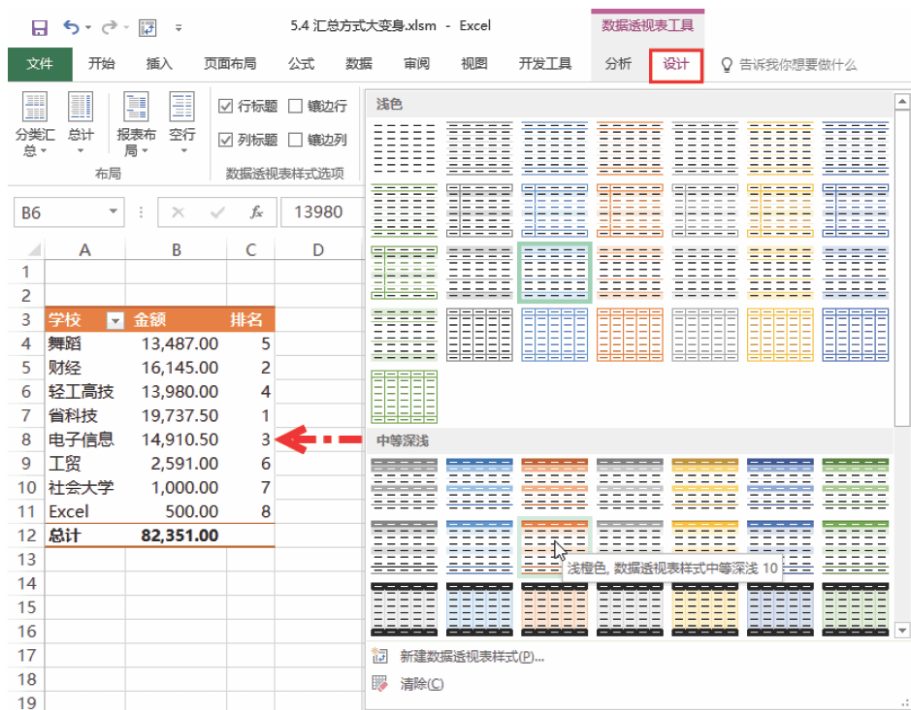 5.4 汇总方式大变身.xlsm - Excel
数据透视表工具
文件 开始 插入 页面布局 公式 数据 审阅 视图 开发工具 分析 设计 告诉我你想要做什么
分类汇总 总计 报表布局 空行
布局
行标题 镶边行
列标题 镶边列
数据透视表样式选项
浅色
B6 fx 13980
A B C D
1
2
3 学校 金额 排名
4 舞蹈 13,487.00 5
5 财经 16,145.00 2
6 轻工高技 13,980.00 4
7 省科技 19,737.50 1
8 电子信息 14,910.50 3
9 工贸 2,591.00 6
10 社会大学 1,000.00 7
11 Excel 500.00 8
12 总计 82,351.00
13
14
15
16
17
18
19
中等深浅
浅橙色, 数据透视表样式中等深浅 10
新建数据透视表样式(P)...
清除(C)